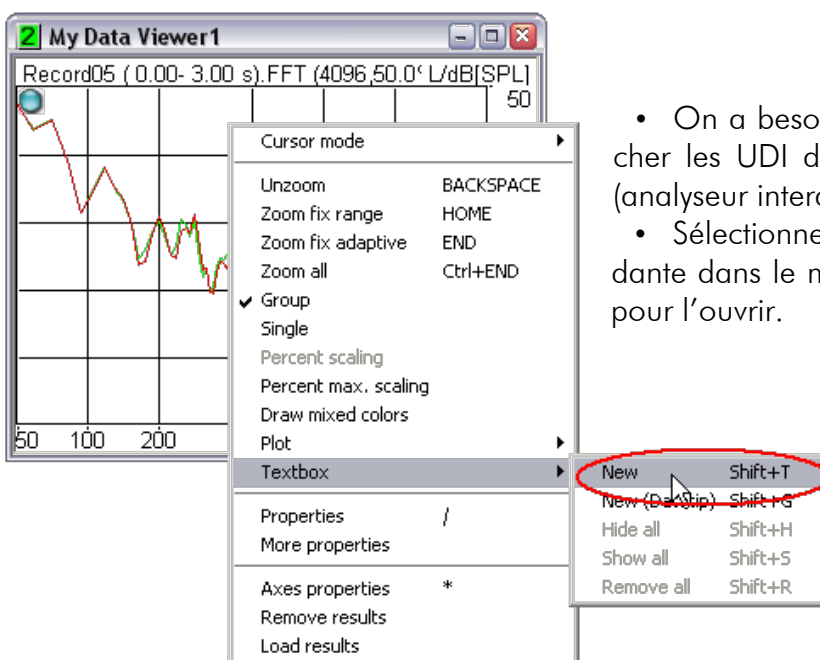 2 My Data Viewer1
Record05 ( 0.00- 3.00 s).FFT (4096,50.0% L/dB[SPL]
50
50 100 200
Cursor mode
Unzoom BACKSPACE
Zoom fix range HOME
Zoom fix adaptive END
Zoom all Ctrl+END
Group
Single
Percent scaling
Percent max. scaling
Draw mixed colors
Plot
Textbox
Properties /
More properties
Axes properties *
Remove results
Load results
New Shift+T
New (Datatip) Shift+G
Hide all Shift+H
Show all Shift+S
Remove all Shift+R
• On a beso
cher les UDI d
(analyseur intera
• Sélectionne
dante dans le m
pour l'ouvrir.